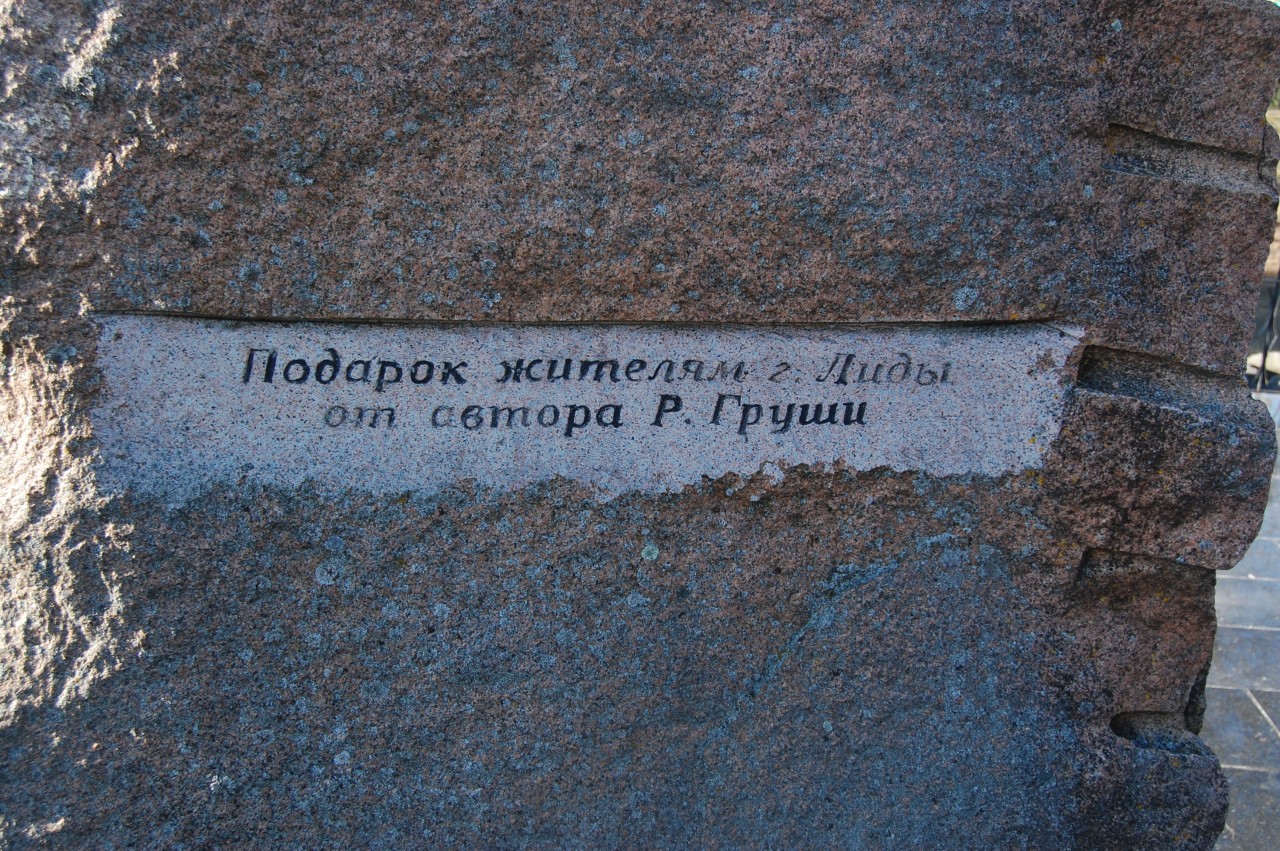 Подарок жителям г. Лиды
от автора Р. Груши